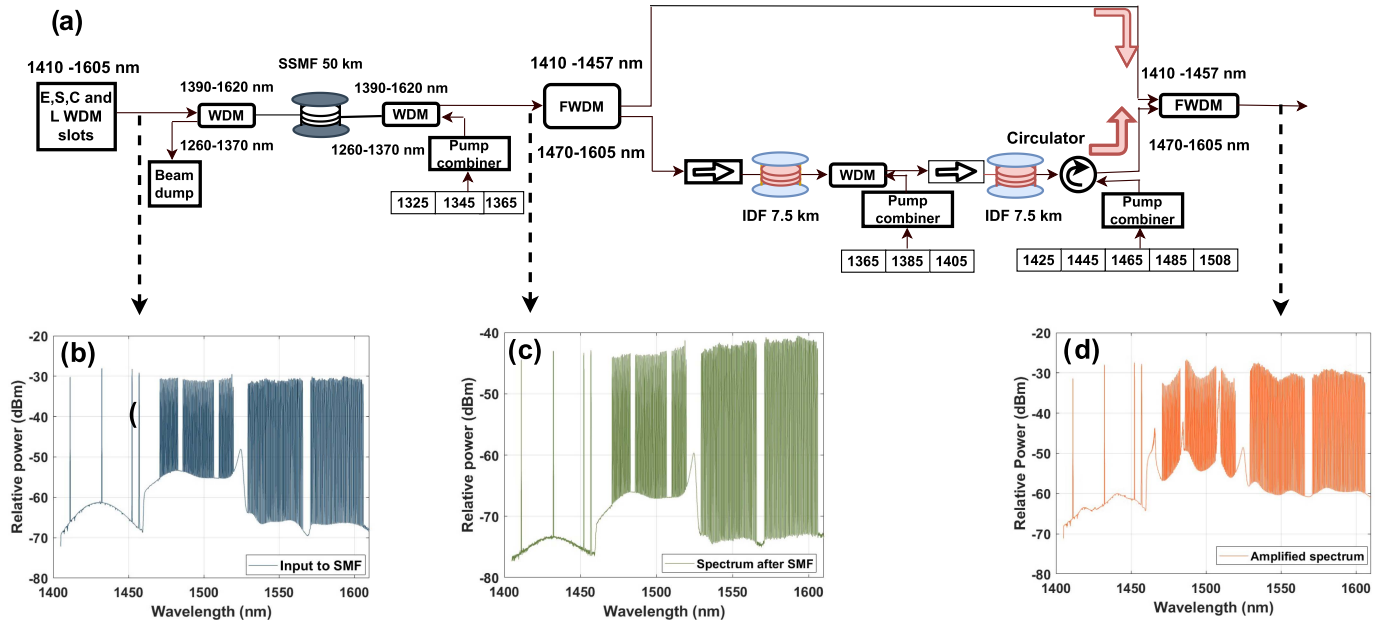 (a)
1410 -1605 nm
E,S,C and
L WDM
slots
1390-1620 nm
WDM
1260-1370 nm
Beam
dump
SSMF 50 km
1390-1620 nm
WDM
1260-1370 nm
Pump
combiner
1325 1345 1365
1410 -1457 nm
FWDM
1470-1605 nm
IDF 7.5 km
WDM
Pump
combiner
1365 1385 1405
IDF 7.5 km
Circulator
Pump
combiner
1425 1445 1465 1485 1508
1410 -1457 nm
FWDM
1470-1605 nm
(b)
(
-20
-30
-40
-50
-60
-70
-80
Relative power (dBm)
1400 1450 1500 1550 1600
Wavelength (nm)
Input to SMF
(c)
-40
-50
-60
-70
-80
Relative power (dBm)
1400 1450 1500 1550 1600
Wavelength (nm)
Spectrum after SMF
(d)
-20
-30
-40
-50
-60
-70
-80
Relative Power (dBm)
1400 1450 1500 1550 1600
Wavelength (nm)
Amplified spectrum